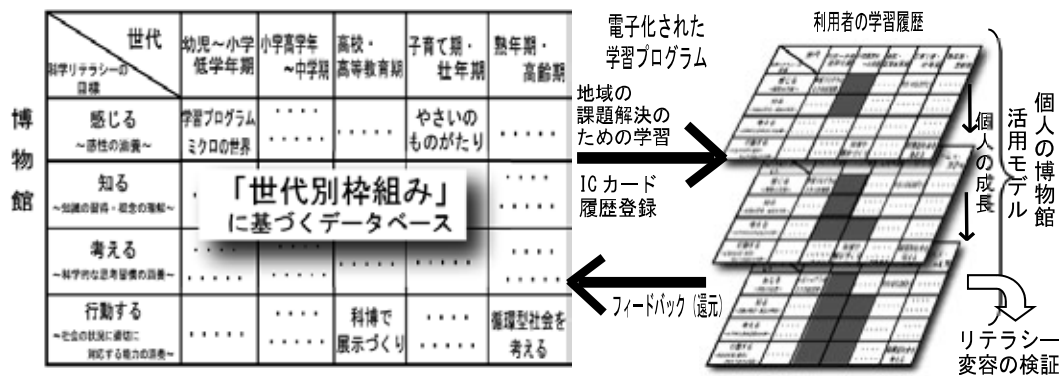 博物館
世代
科学リテラシーの
目標
幼児～小学
低学年期
小学高学年
～中学期
高校・
高等教育期
子育て期・
壮年期
熟年期・
高齢期
感じる
～感性の涵養～
学習プログラム
ミクロの世界
やさいの
ものがたり
知る
～知識の習得・概念の理解～
「世代別枠組み」
に基づくデータベース
考える
～科学的な思考習慣の涵養～
行動する
～社会の状況に適切に
対応する能力の涵養～
科博で
展示づくり
循環型社会を
考える
電子化された
学習プログラム
地域の
課題解決の
ための学習
ICカード
履歴登録
フィードバック（還元）
利用者の学習履歴
個人の成長
個人の博物館
活用モデル
リテラシー
変容の検証